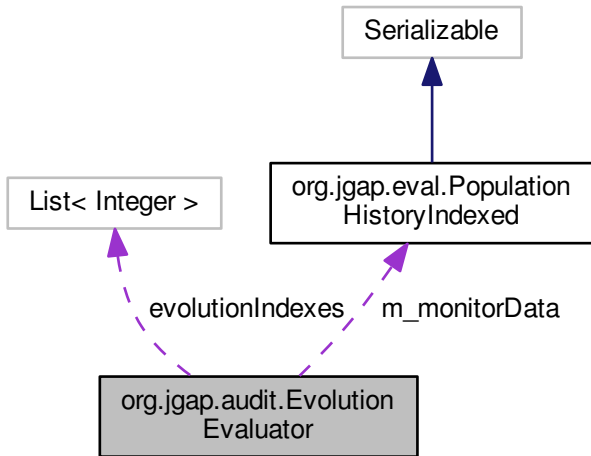 Serializable
org.jgap.eval.Population
HistoryIndexed
List< Integer >
evolutionIndexes
m_monitorData
org.jgap.audit.Evolution
Evaluator